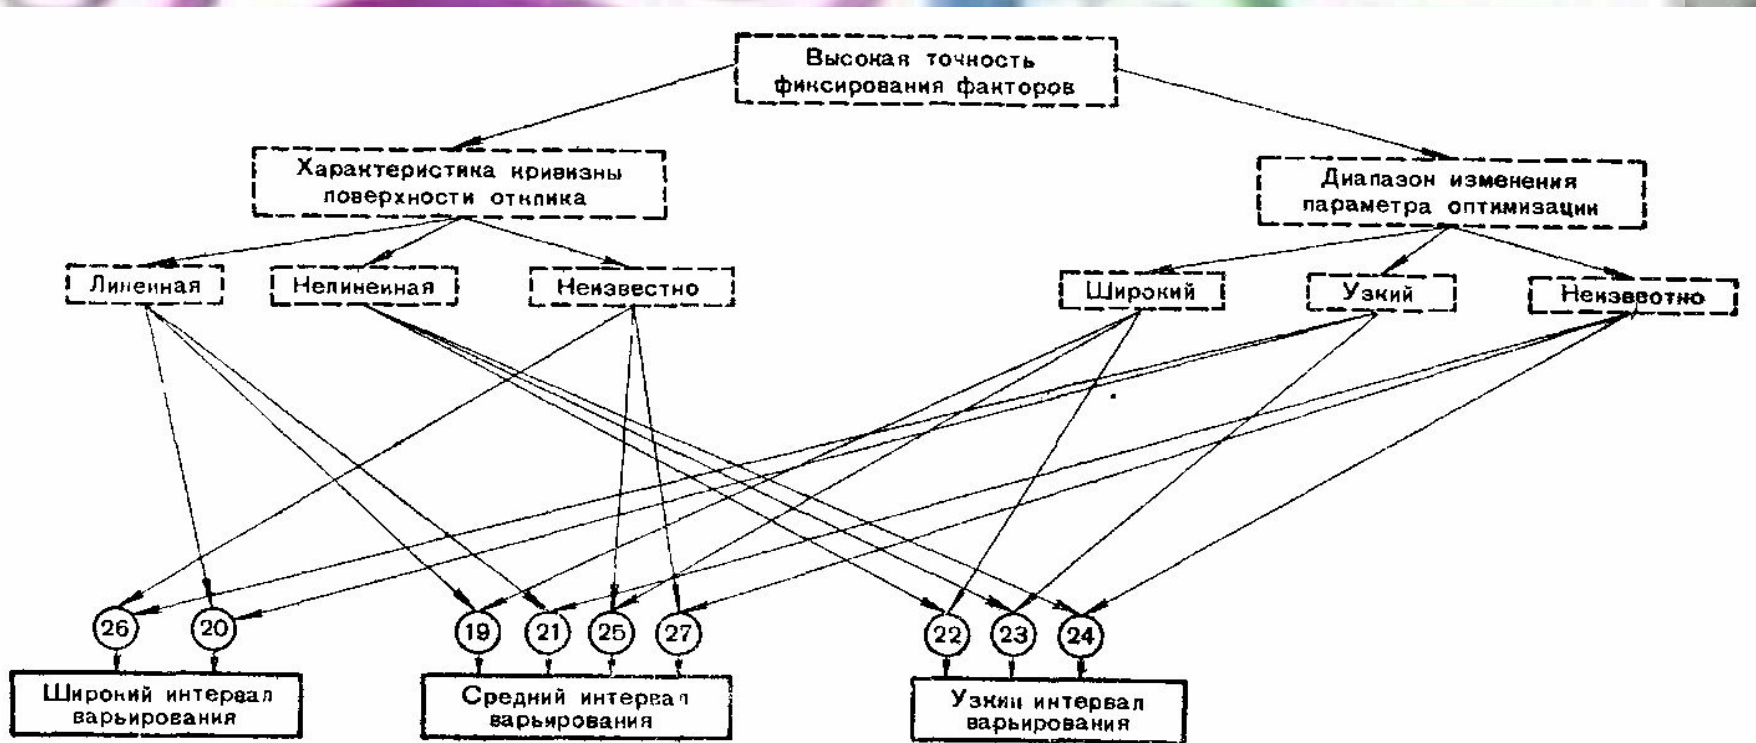 Высокая точность
фиксирования факторов
Характеристика кривизны
поверхности отклика
Диапазон изменения
параметра оптимизации
Линейная
Нелинейная
Неизвестно
Широкий
Узкий
Неизвестно
26
20
19
21
25
27
22
23
24
Широкий интервал
варьирования
Средний интервал
варьирования
Узкий интервал
варьирования